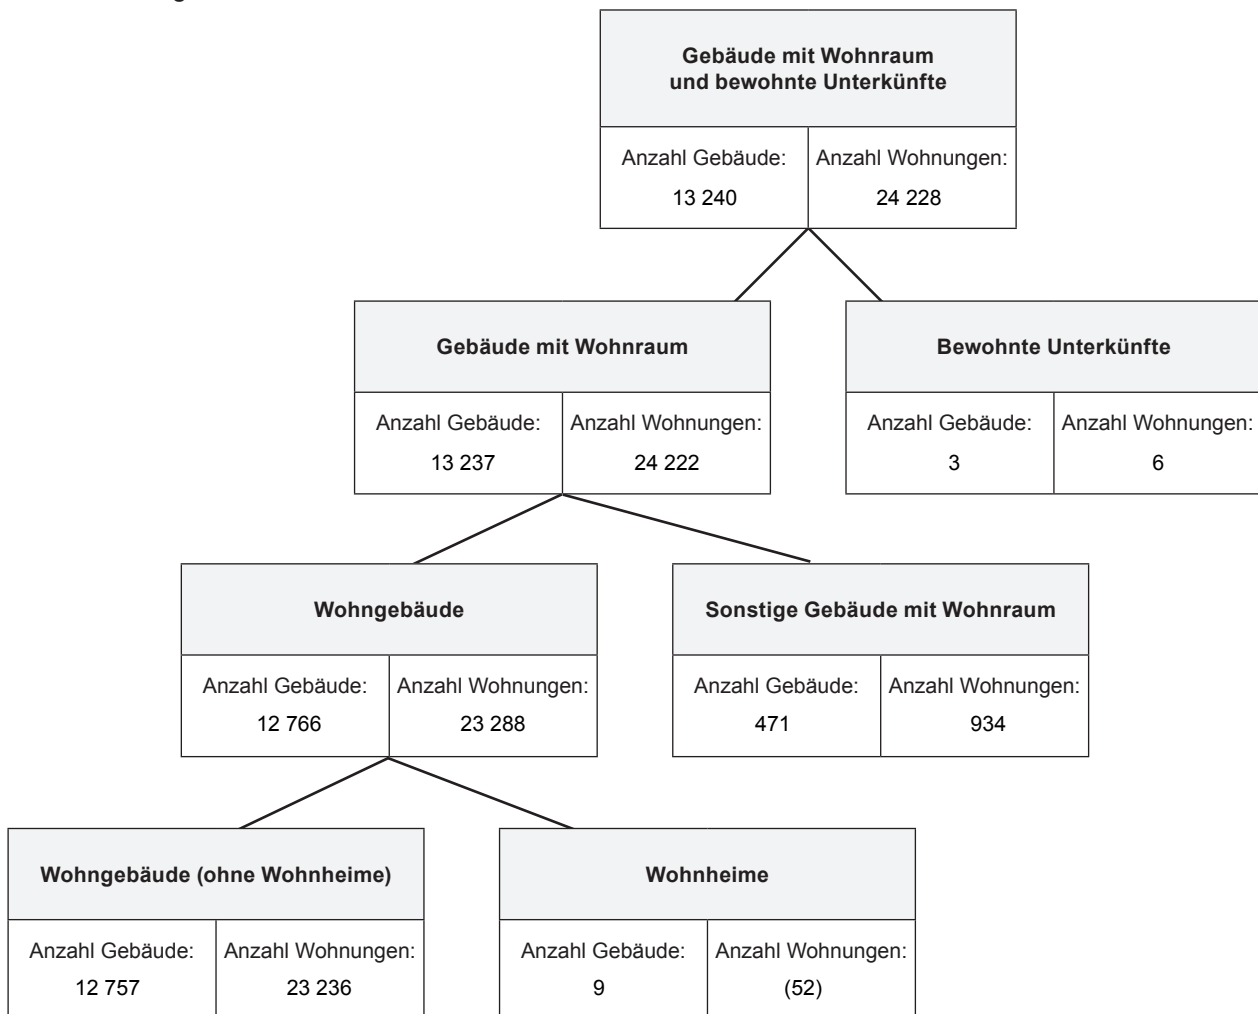 Gebäude mit Wohnraum
und bewohnte Unterkünfte
Anzahl Gebäude: Anzahl Wohnungen:
13 240 24 228
Gebäude mit Wohnraum Bewohnte Unterkünfte
Anzahl Gebäude: Anzahl Wohnungen: Anzahl Gebäude: Anzahl Wohnungen:
13 237 24 222 3 6
Wohngebäude Sonstige Gebäude mit Wohnraum
Anzahl Gebäude: Anzahl Wohnungen: Anzahl Gebäude: Anzahl Wohnungen:
12 766 23 288 471 934
Wohngebäude (ohne Wohnheime) Wohnheime
Anzahl Gebäude: Anzahl Wohnungen: Anzahl Gebäude: Anzahl Wohnungen:
12 757 23 236 9 (52)